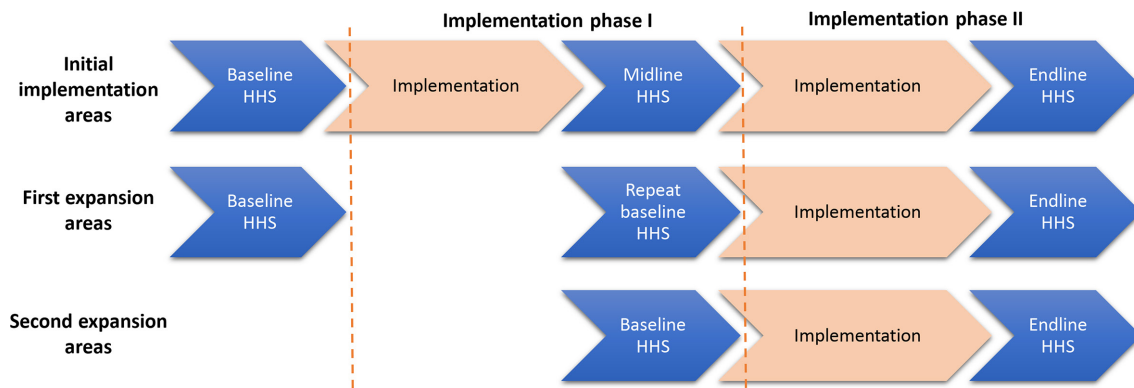 Implementation phase I
Implementation phase II
Initial
implementation
areas
Baseline
HHS
Implementation
Midline
HHS
Implementation
Endline
HHS
First expansion
areas
Baseline
HHS
Repeat
baseline
HHS
Implementation
Endline
HHS
Second expansion
areas
Baseline
HHS
Implementation
Endline
HHS